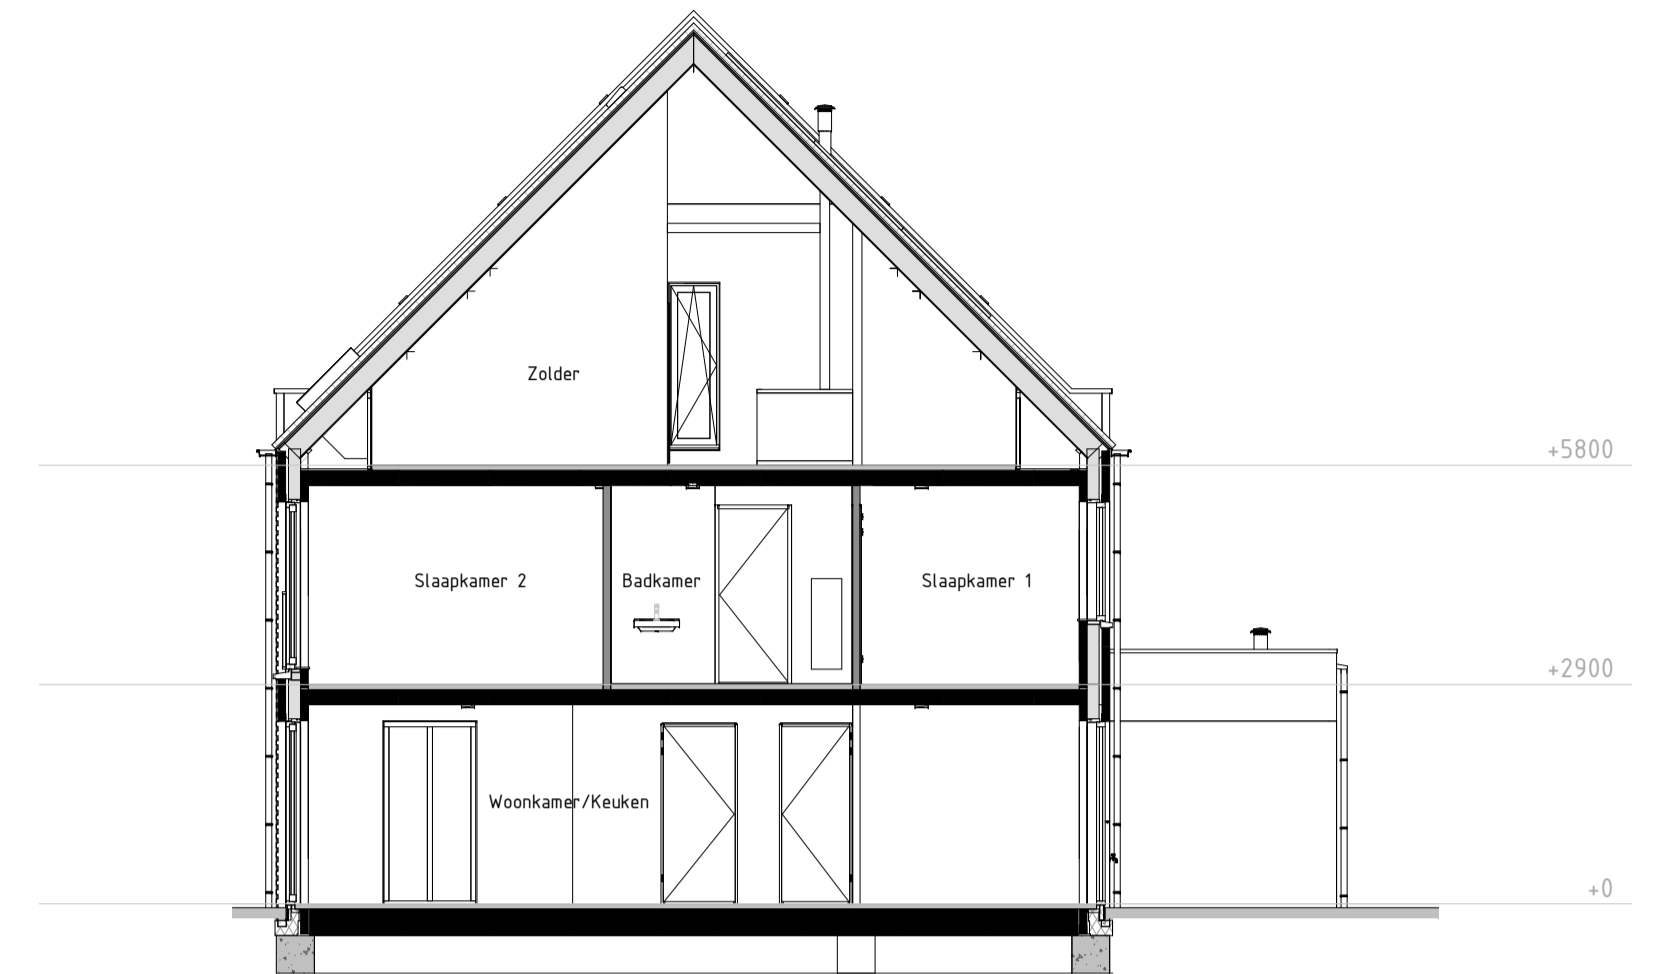 Zolder
+5800
Slaapkamer 2
Badkamer
Slaapkamer 1
+2900
Woonkamer/Keuken
+0